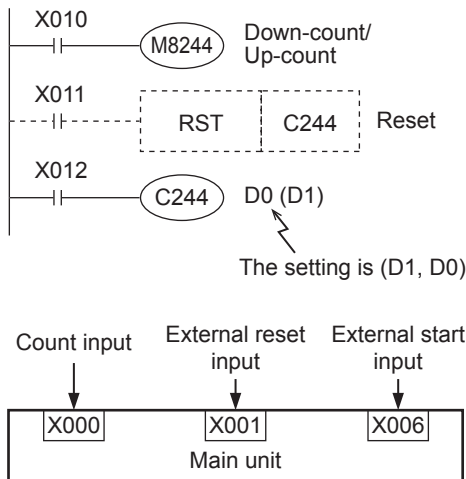 X010
M8244
Down-count/
Up-count
X011
RST
C244
Reset
X012
C244
D0 (D1)
The setting is (D1, D0)
Count input
External reset
input
External start
input
X000
X001
X006
Main unit